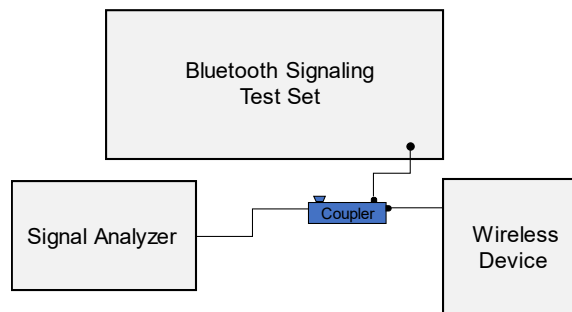 Bluetooth Signaling
Test Set
Signal Analyzer
Coupler
Wireless
Device